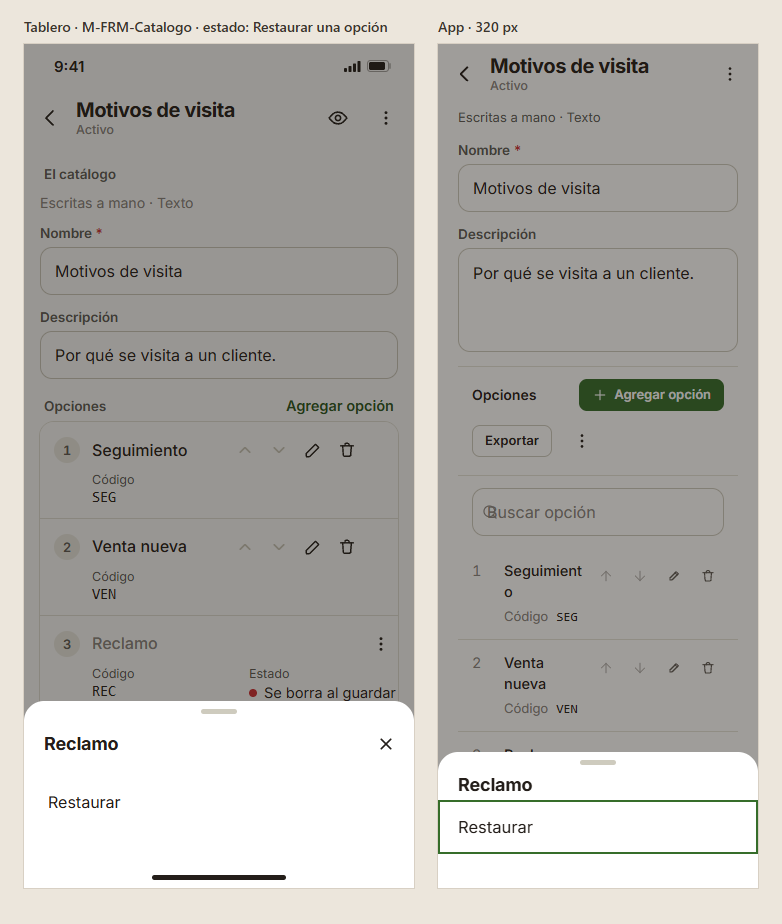 Tablero · M-FRM-Catalogo · estado: Restaurar una opción
9:41
Motivos de visita
Activo
El catálogo
Escritas a mano · Texto
Nombre *
Motivos de visita
Descripción
Por qué se visita a un cliente.
Opciones
Agregar opción
1
Seguimiento
Código
SEG
2
Venta nueva
Código
VEN
3
Reclamo
Código
Estado
REC
Se borra al guardar
Reclamo
Restaurar
App · 320 px
Motivos de visita
Activo
Escritas a mano · Texto
Nombre *
Motivos de visita
Descripción
Por qué se visita a un cliente.
Opciones
Agregar opción
Exportar
Buscar opción
1
Seguimient
o
Código SEG
2
Venta
nueva
Código VEN
Reclamo
Restaurar